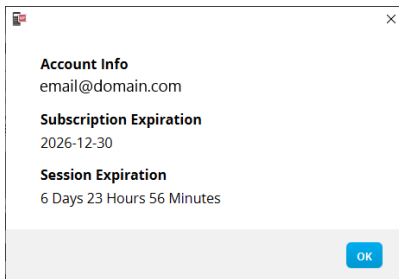 Account Info
email@domain.com
Subscription Expiration
2026-12-30
Session Expiration
6 Days 23 Hours 56 Minutes
OK